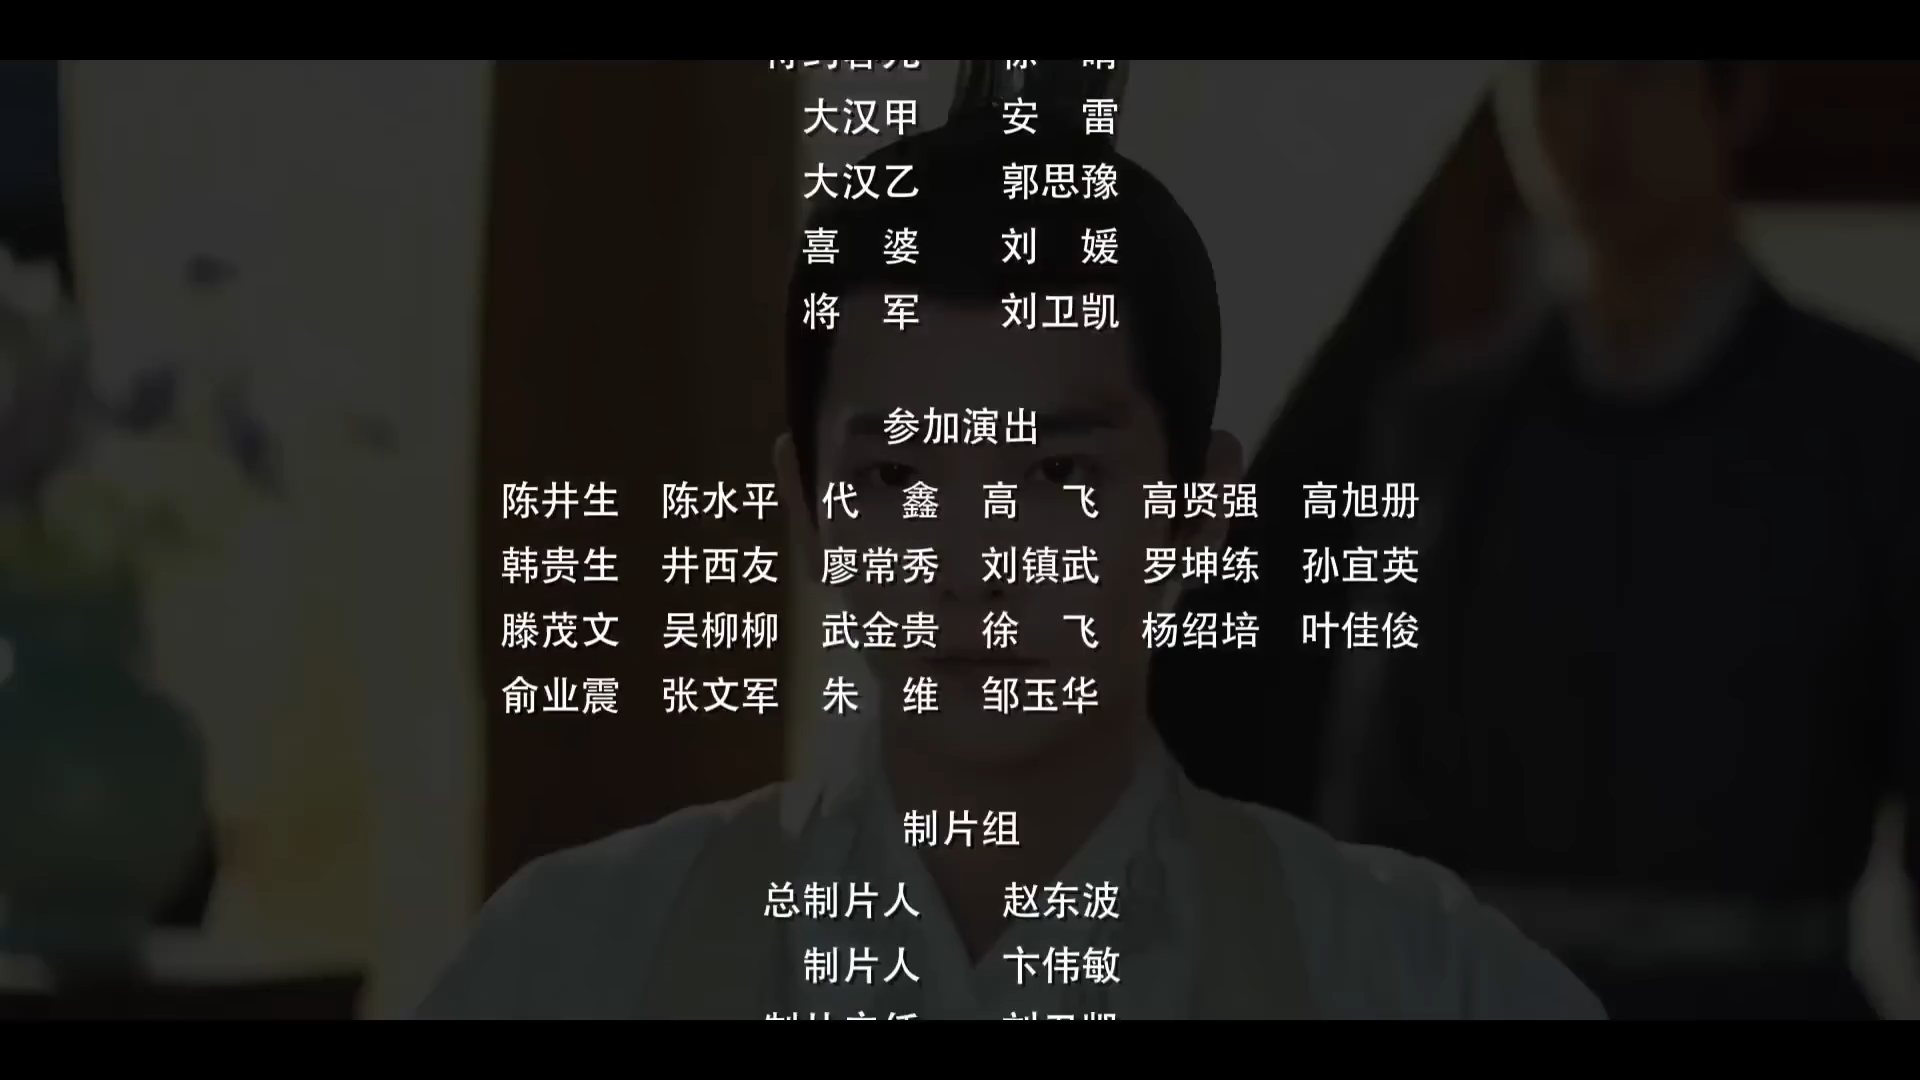 大汉甲 安 雷
大汉乙 郭思豫
喜 婆 刘 媛
将 军 刘卫凯
参加演出
陈井生 陈水平 代 鑫 高 飞 高贤强 高旭册
韩贵生 井西友 廖常秀 刘镇武 罗坤练 孙宜英
滕茂文 吴柳柳 武金贵 徐 飞 杨绍培 叶佳俊
俞业震 张文军 朱 维 邹玉华
制片组
总制片人 赵东波
制片人 卞伟敏